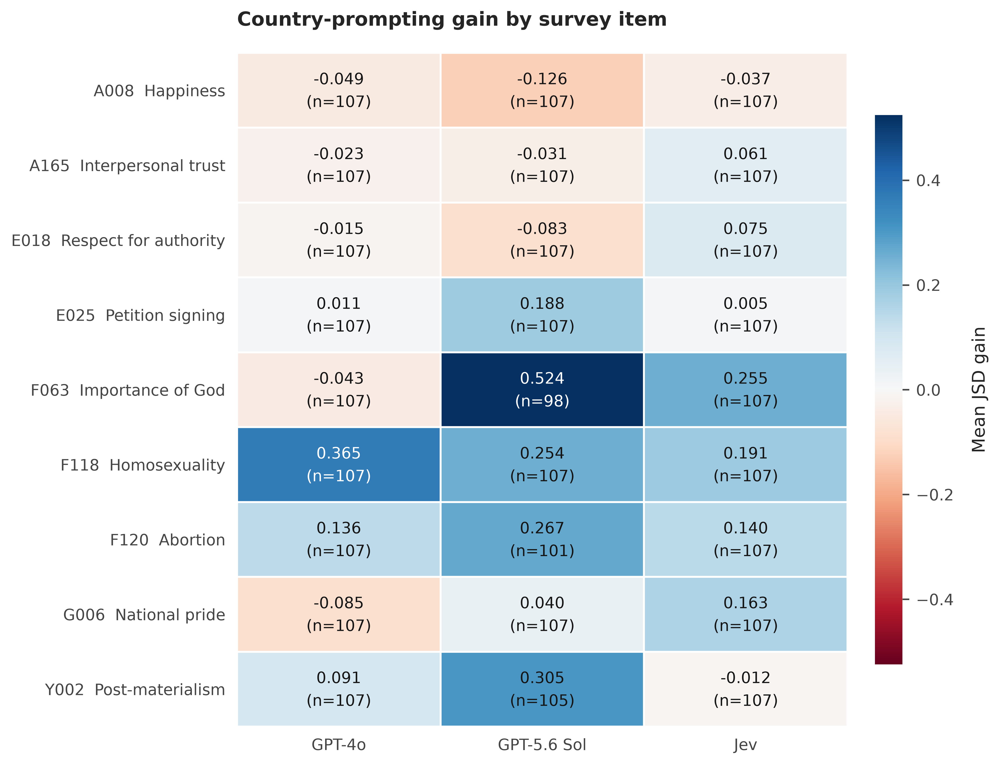 Country-prompting gain by survey item
A008  Happiness
-0.049
(n=107)
-0.126
(n=107)
-0.037
(n=107)
A165  Interpersonal trust
-0.023
(n=107)
-0.031
(n=107)
0.061
(n=107)
E018  Respect for authority
-0.015
(n=107)
-0.083
(n=107)
0.075
(n=107)
E025  Petition signing
0.011
(n=107)
0.188
(n=107)
0.005
(n=107)
F063  Importance of God
-0.043
(n=107)
0.524
(n=98)
0.255
(n=107)
F118  Homosexuality
0.365
(n=107)
0.254
(n=107)
0.191
(n=107)
F120  Abortion
0.136
(n=107)
0.267
(n=101)
0.140
(n=107)
G006  National pride
-0.085
(n=107)
0.040
(n=107)
0.163
(n=107)
Y002  Post-materialism
0.091
(n=107)
0.305
(n=105)
-0.012
(n=107)
GPT-4o
GPT-5.6 Sol
Jev
0.4
0.2
0.0
−0.2
−0.4
Mean JSD gain